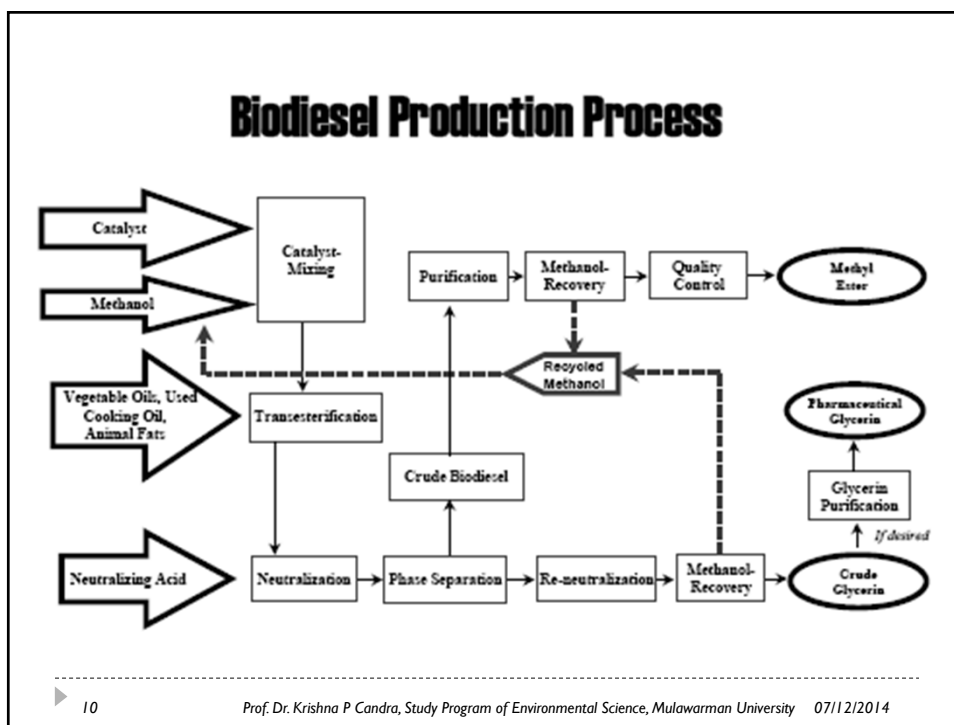 Biodiesel Production Process
Catalyst
Methanol
Catalyst-
Mixing
Purification
Methanol-
Recovery
Quality
Control
Methyl
Ester
Recycled
Methanol
Vegetable Oils, Used
Cooking Oil,
Animal Fats
Transesterification
Pharmaceutical
Glycerin
Crude Biodiesel
Glycerin
Purification
If desired
Neutralizing Acid
Neutralization
Phase Separation
Re-neutralization
Methanol-
Recovery
Crude
Glycerin
10
Prof. Dr. Krishna P Candra, Study Program of Environmental Science, Mulawarman University
07/12/2014